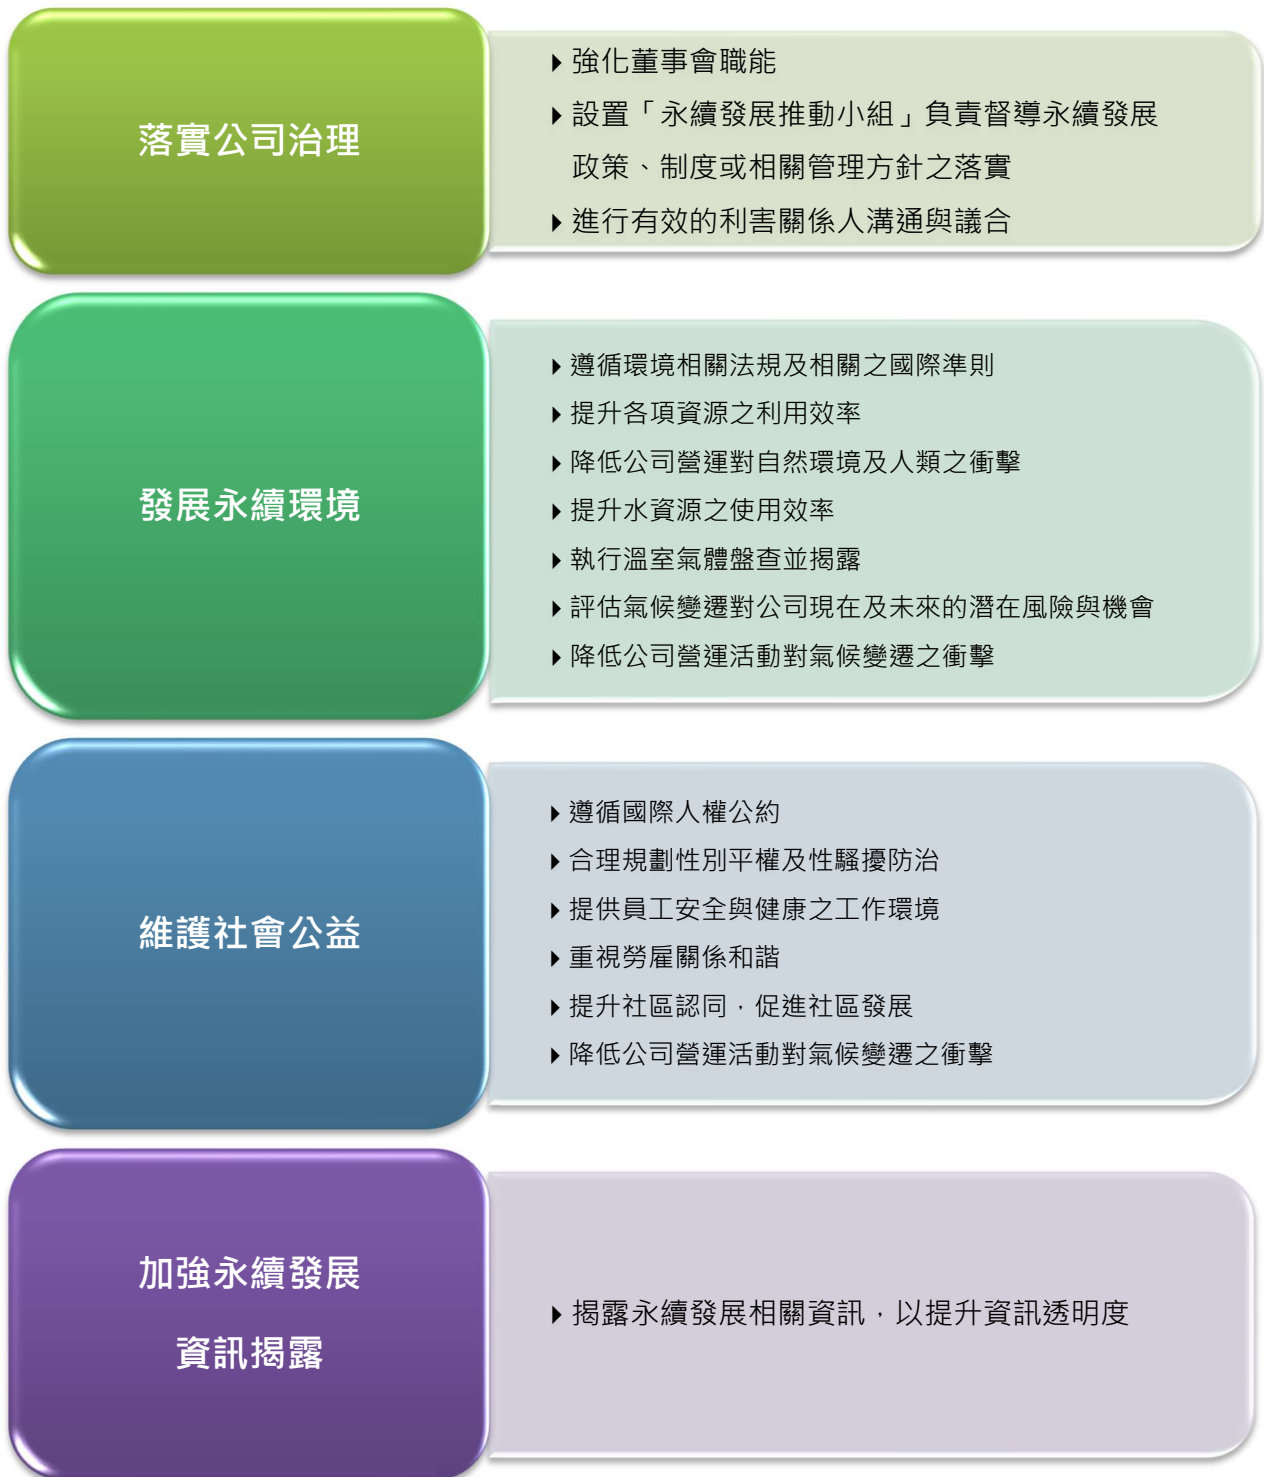 落實公司治理
▶強化董事會職能
▶設置「永續發展推動小組」負責督導永續發展
政策、制度或相關管理方針之落實
▶進行有效的利害關係人溝通與議合
發展永續環境
▶遵循環境相關法規及相關之國際準則
▶提升各項資源之利用效率
▶降低公司營運對自然環境及人類之衝擊
▶提升水資源之使用效率
▶執行溫室氣體盤查並揭露
▶評估氣候變遷對公司現在及未來的潛在風險與機會
▶降低公司營運活動對氣候變遷之衝擊
維護社會公益
▶遵循國際人權公約
▶合理規劃性別平權及性騷擾防治
▶提供員工安全與健康之工作環境
▶重視勞雇關係和諧
▶提升社區認同，促進社區發展
▶降低公司營運活動對氣候變遷之衝擊
加強永續發展
資訊揭露
▶揭露永續發展相關資訊，以提升資訊透明度